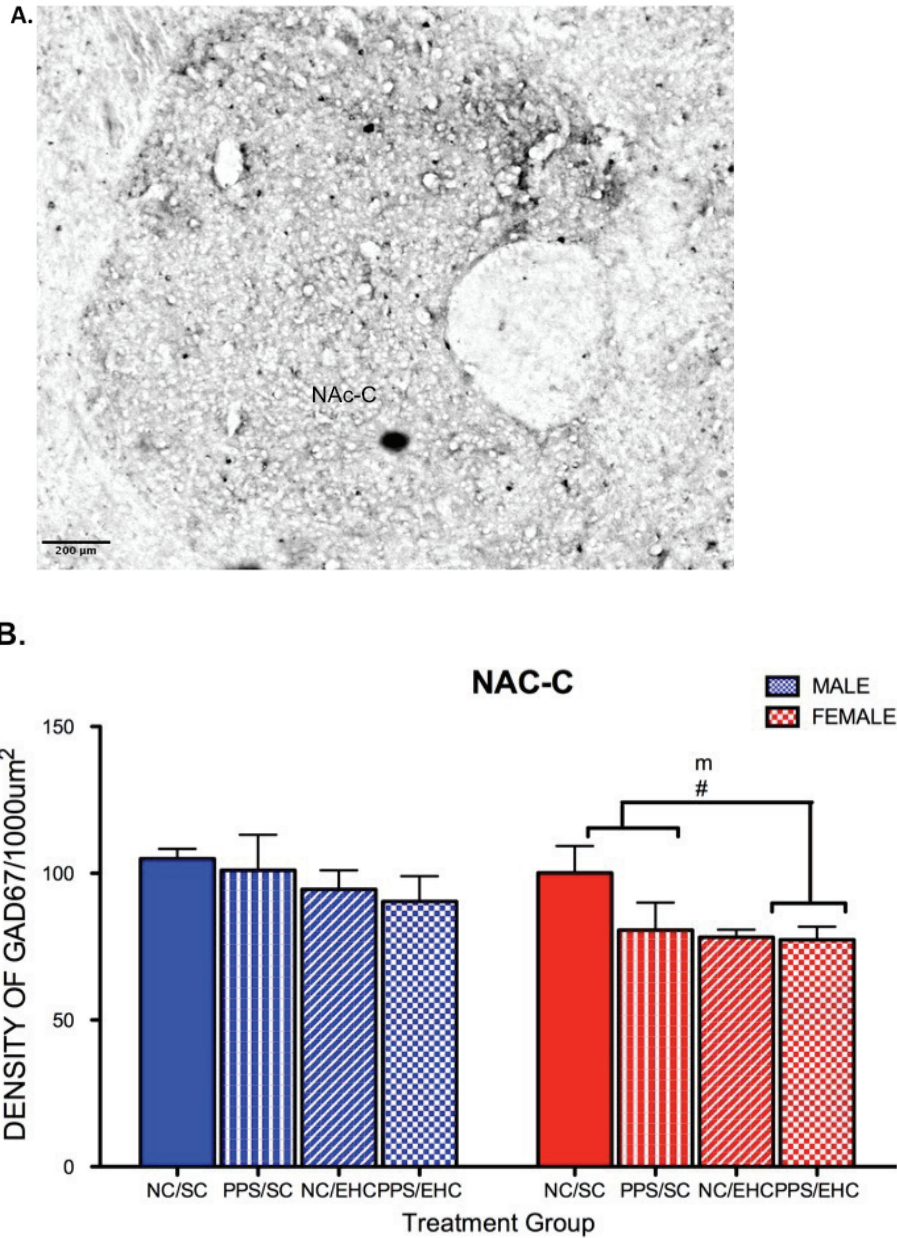 A.
NAc-C
200 µm
B.
NAC-C
MALE
FEMALE
DENSITY OF GAD67/1000um²
150
100
50
0
m
#
NC/SC PPS/SC NC/EHC PPS/EHC NC/SC PPS/SC NC/EHC PPS/EHC
Treatment Group